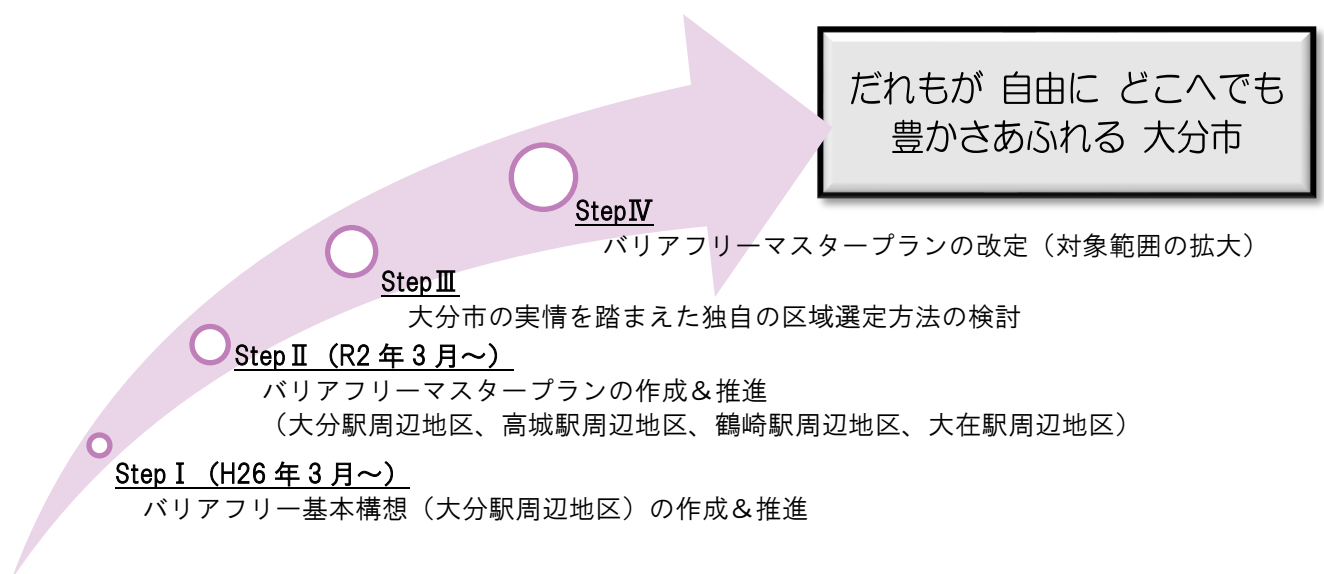 だれもが 自由に どこへでも
豊かさあふれる 大分市
StepⅣ
バリアフリーマスタープランの改定（対象範囲の拡大）
StepⅢ
大分市の実情を踏まえた独自の区域選定方法の検討
StepⅡ（R2 年 3 月～）
バリアフリーマスタープランの作成＆推進
（大分駅周辺地区、高城駅周辺地区、鶴崎駅周辺地区、大在駅周辺地区）
StepⅠ（H26 年 3 月～）
バリアフリー基本構想（大分駅周辺地区）の作成＆推進